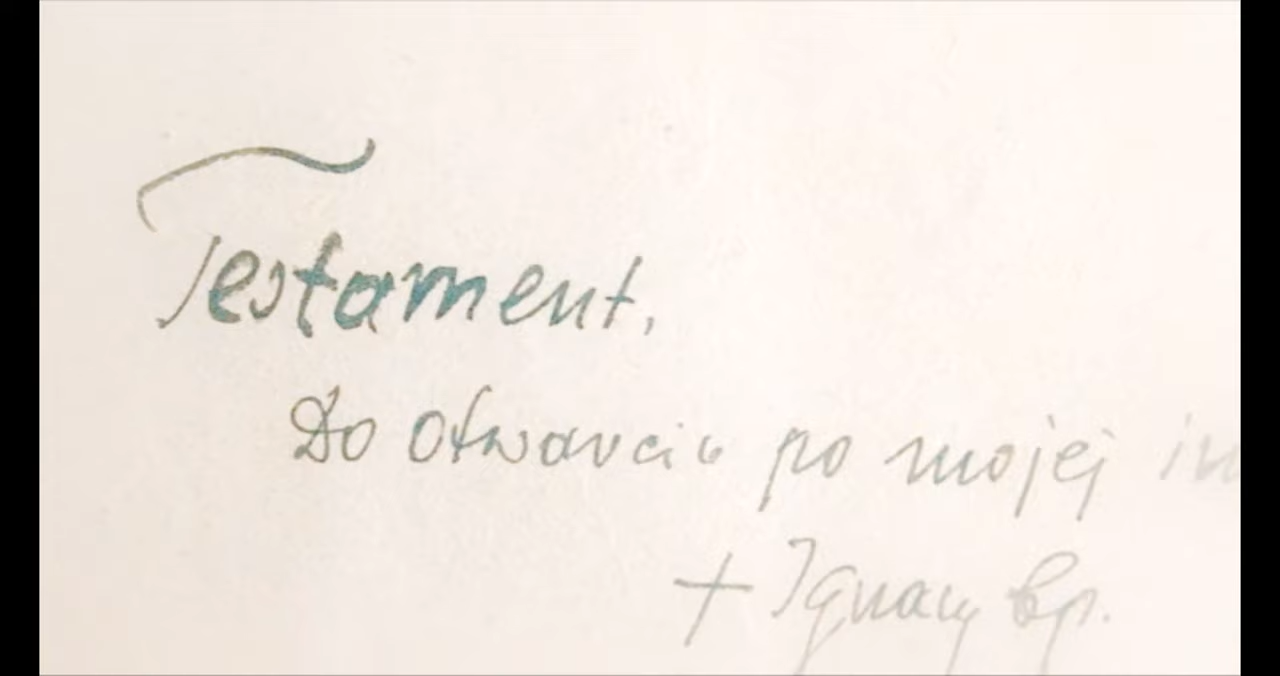 Testament.
Do otwarcia po mojej
+ Ignacy bp.